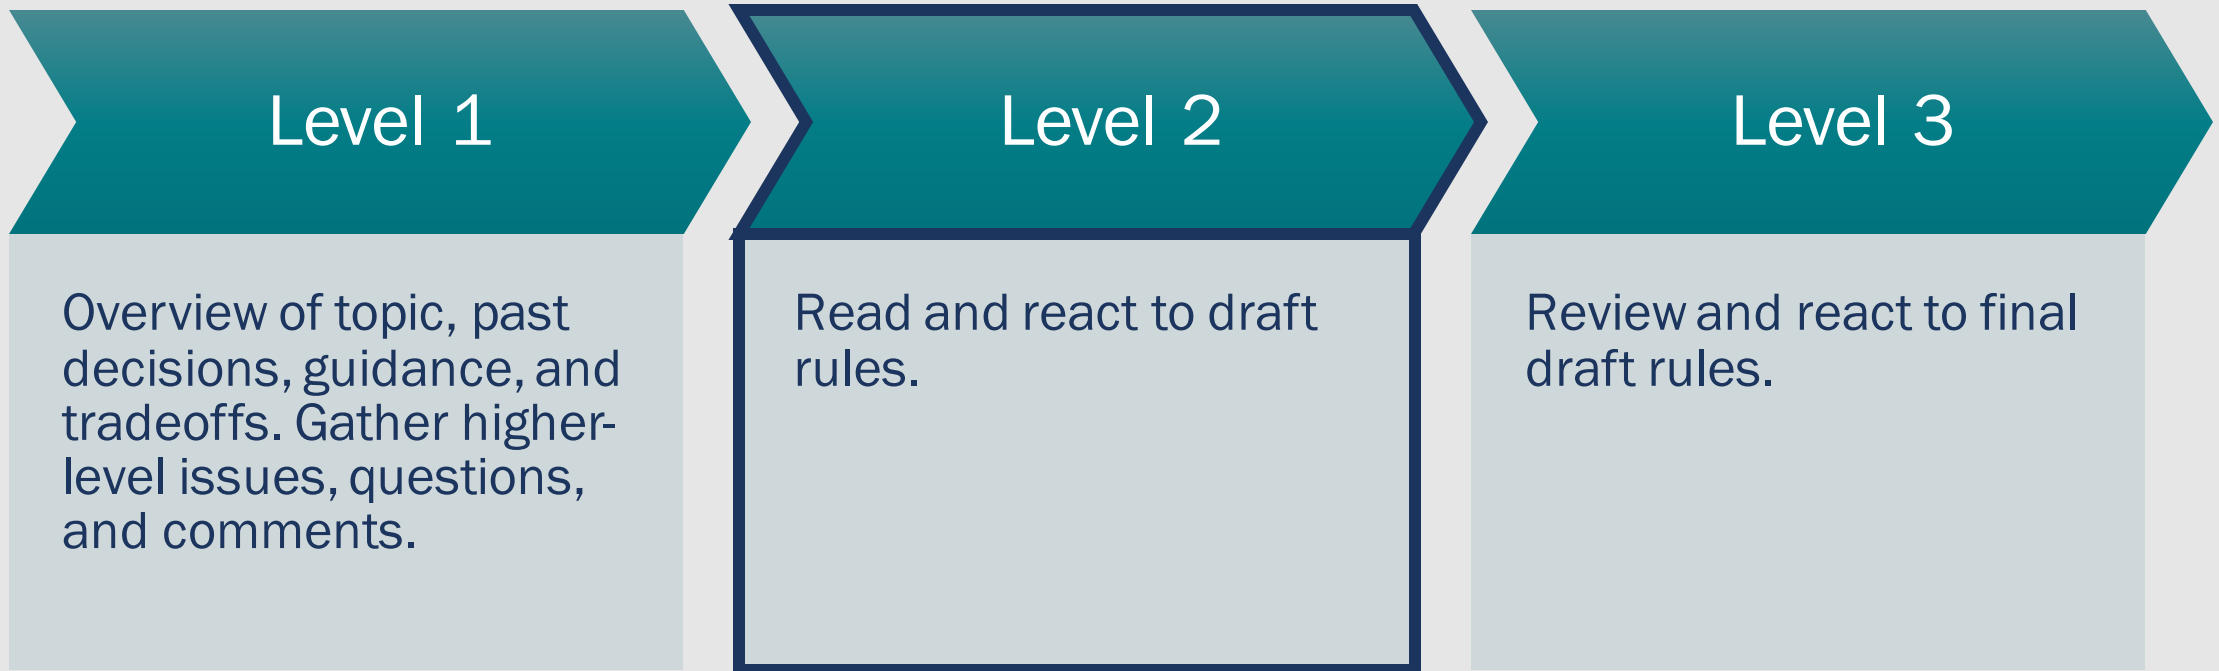 Level 1
Overview of topic, past
decisions, guidance, and
tradeoffs. Gather higher-
level issues, questions,
and comments.
Level 2
Read and react to draft
rules.
Level 3
Review and react to final
draft rules.